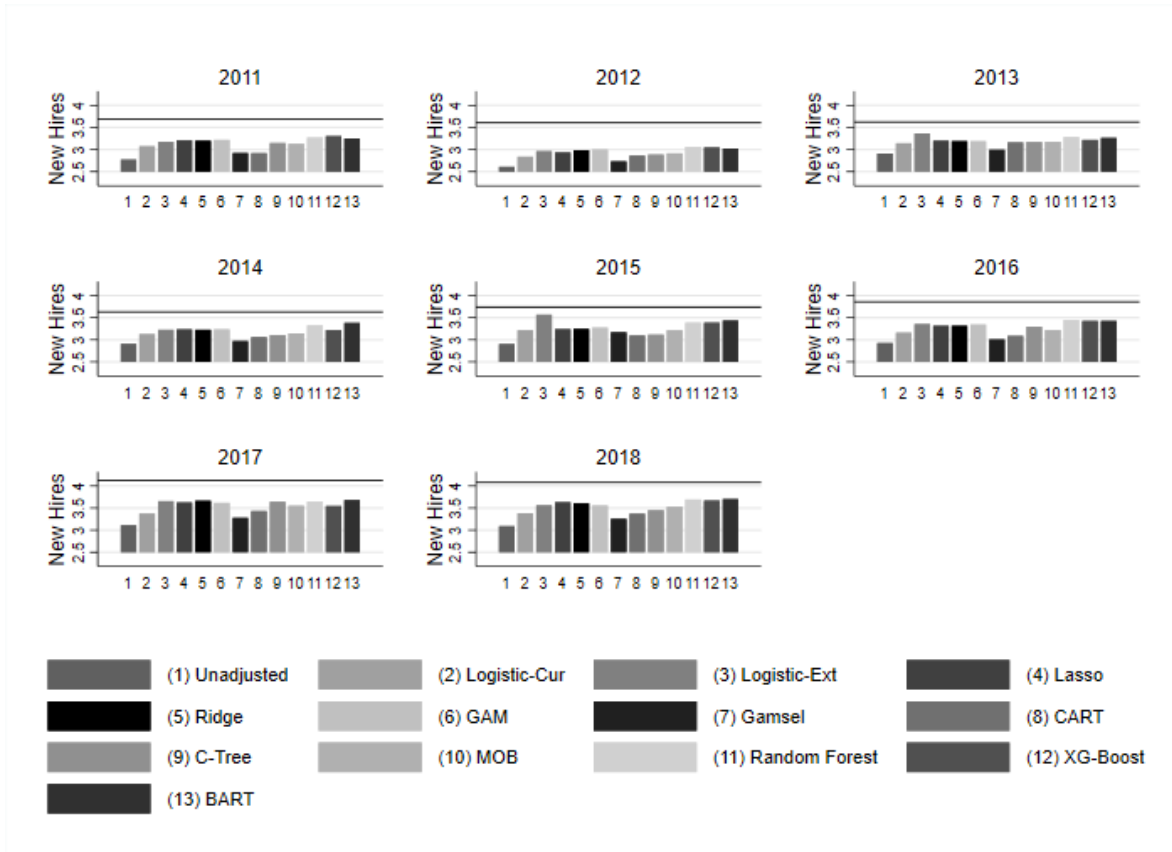 2011 2012 2013
New Hires New Hires New Hires
4 4 4
3.5 3.5 3.5
3 3 3
2.5 2.5 2.5
1 2 3 4 5 6 7 8 9 10 11 12 13 1 2 3 4 5 6 7 8 9 10 11 12 13 1 2 3 4 5 6 7 8 9 10 11 12 13
2014 2015 2016
New Hires New Hires New Hires
4 4 4
3.5 3.5 3.5
3 3 3
2.5 2.5 2.5
1 2 3 4 5 6 7 8 9 10 11 12 13 1 2 3 4 5 6 7 8 9 10 11 12 13 1 2 3 4 5 6 7 8 9 10 11 12 13
2017 2018
New Hires New Hires
4 4
3.5 3.5
3 3
2.5 2.5
1 2 3 4 5 6 7 8 9 10 11 12 13 1 2 3 4 5 6 7 8 9 10 11 12 13
(1) Unadjusted (2) Logistic-Cur (3) Logistic-Ext (4) Lasso
(5) Ridge (6) GAM (7) Gamsel (8) CART
(9) C-Tree (10) MOB (11) Random Forest (12) XG-Boost
(13) BART